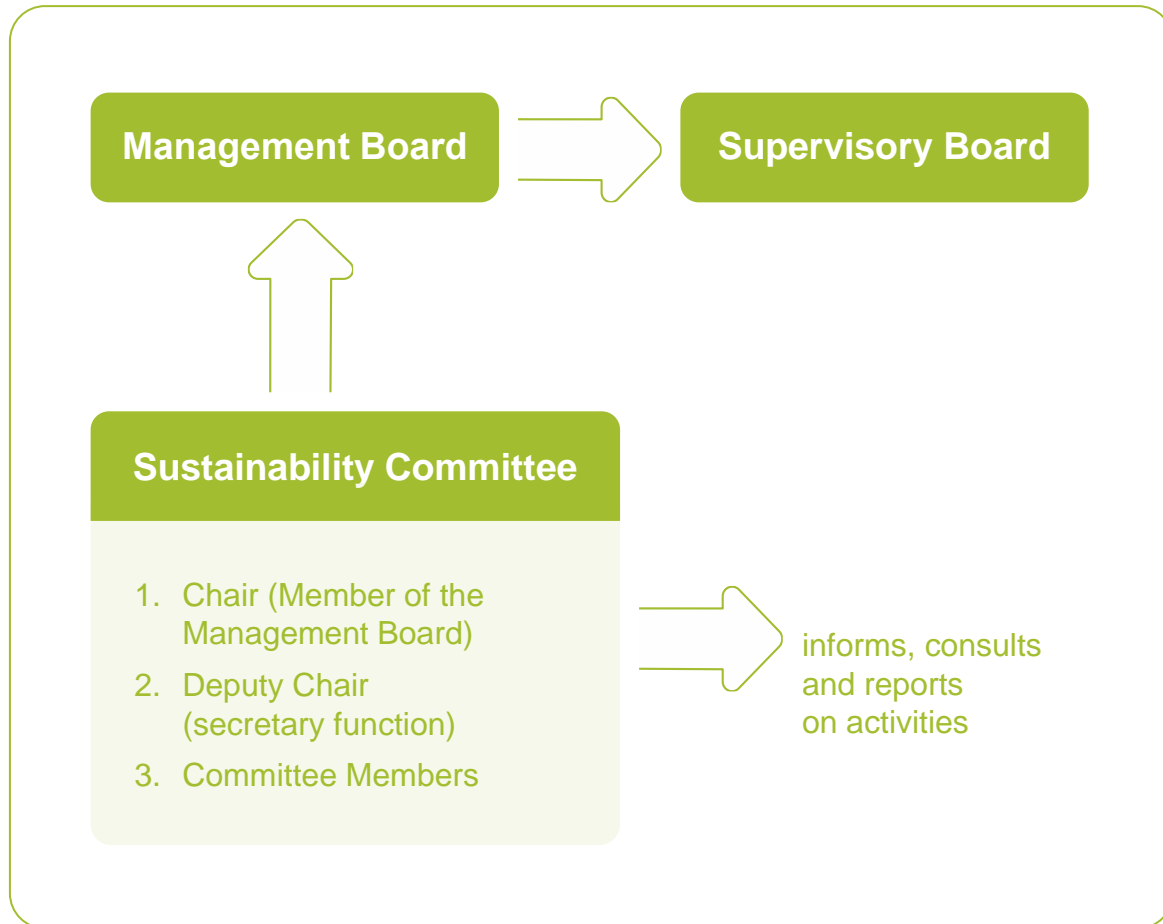 Management Board
Supervisory Board
Sustainability Committee
1. Chair (Member of the
Management Board)
2. Deputy Chair
(secretary function)
3. Committee Members
informs, consults
and reports
on activities